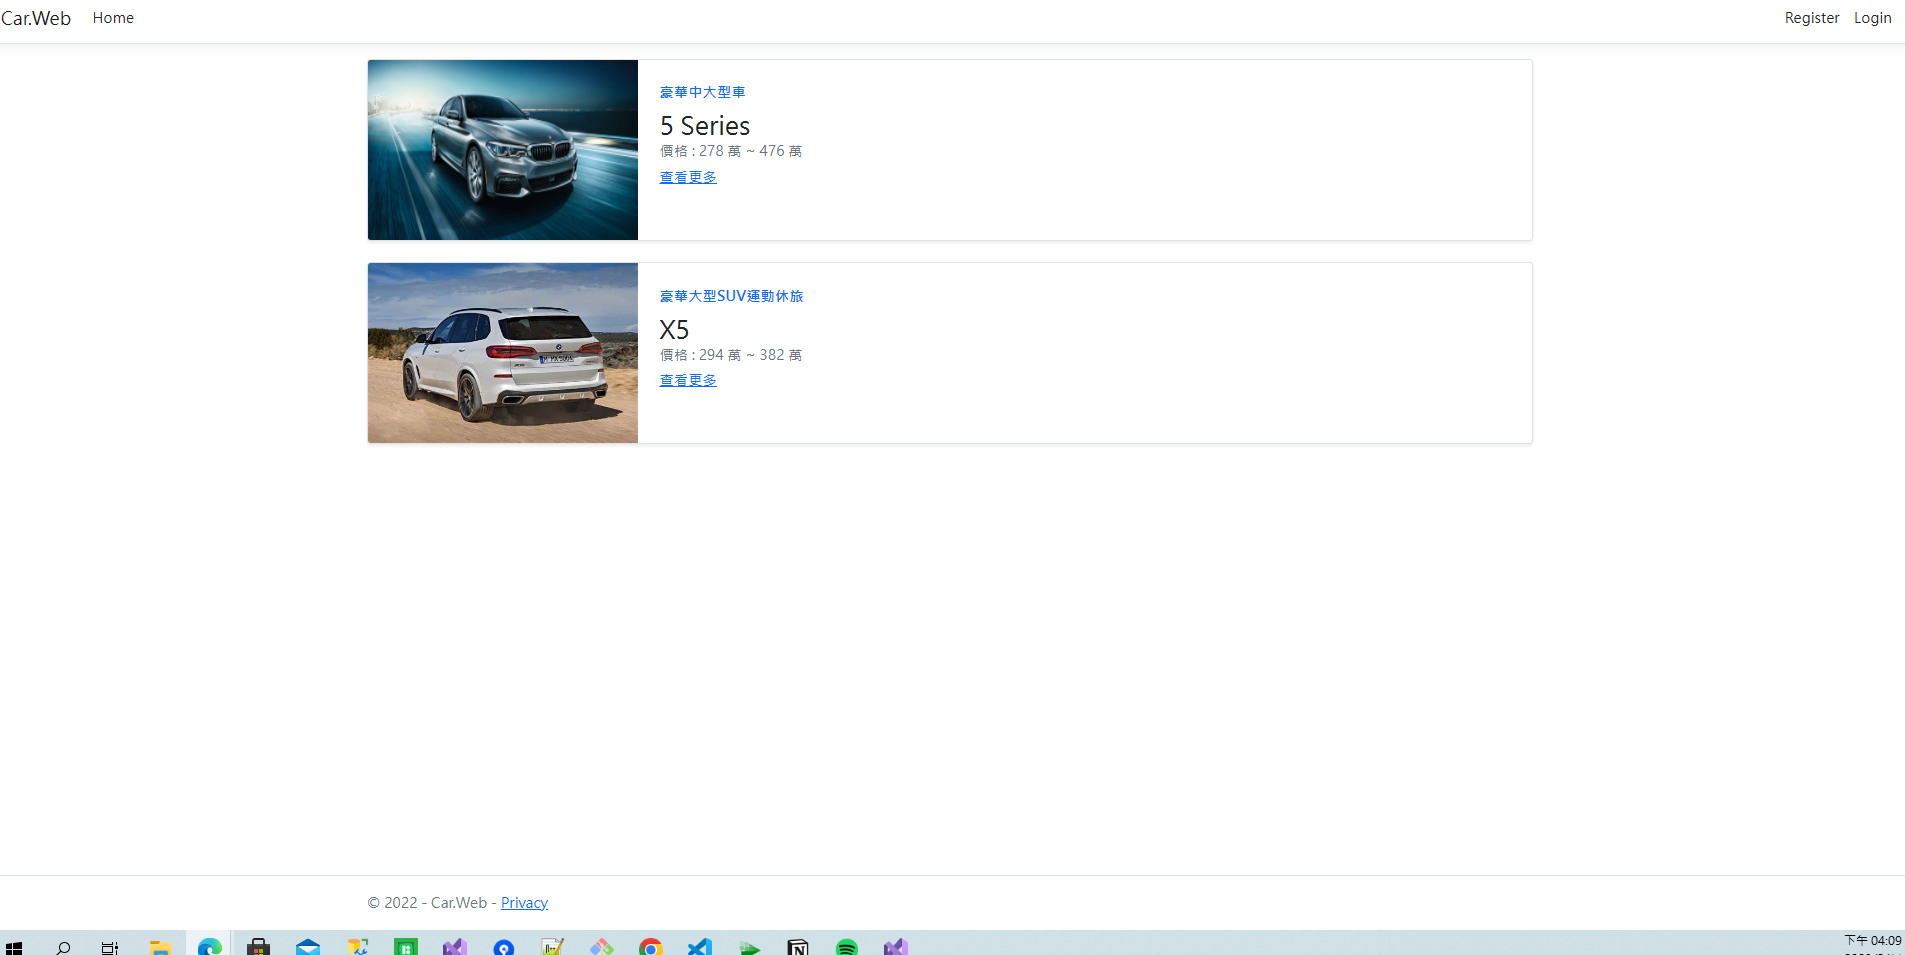 Car.Web
Home
Register
Login
豪華中大型車
5 Series
價格 : 278 萬 ~ 476 萬
查看更多
豪華大型SUV運動休旅
X5
價格 : 294 萬 ~ 382 萬
查看更多
© 2022 - Car.Web - Privacy
下午 04:09